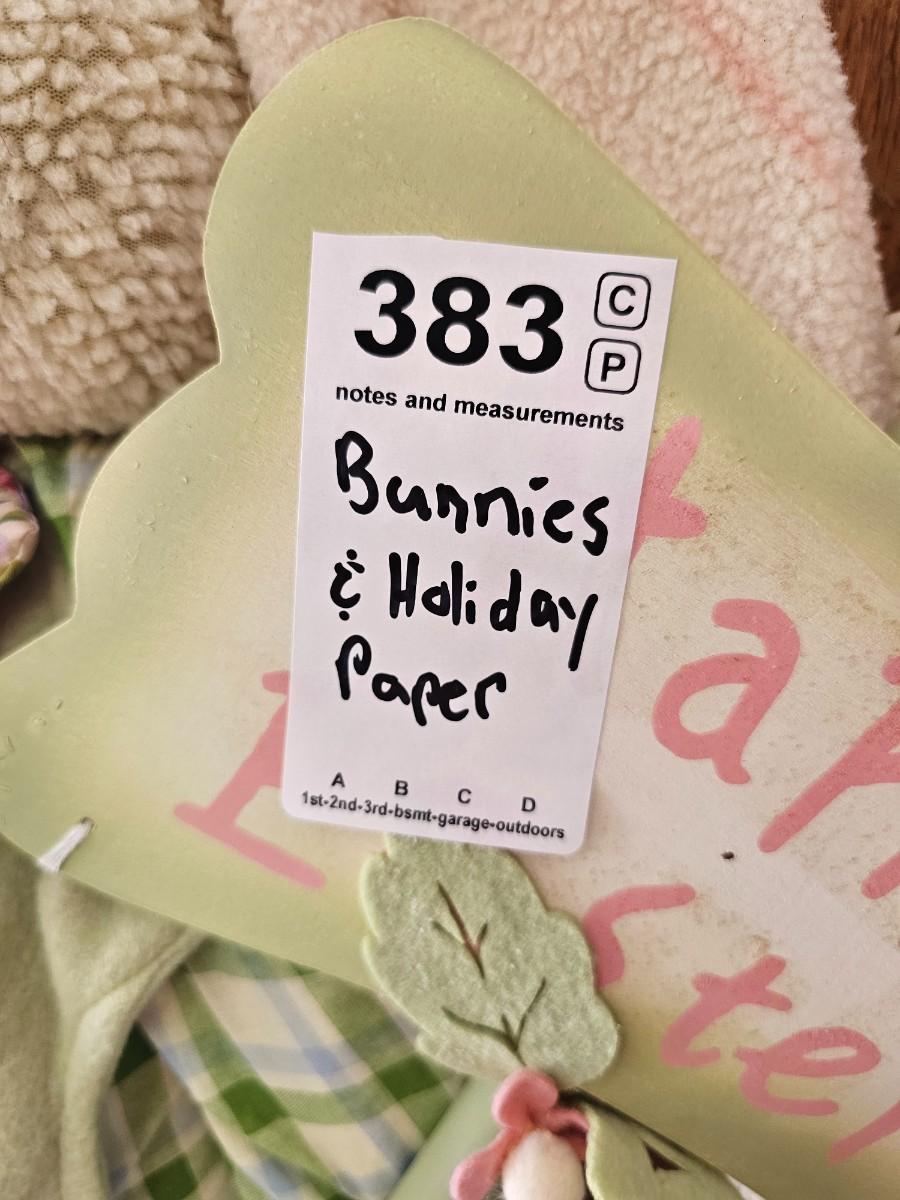 383 C
P
notes and measurements
Bunnies
& Holiday
Paper
A B C D
1st-2nd-3rd-bsmt-garage-outdoors